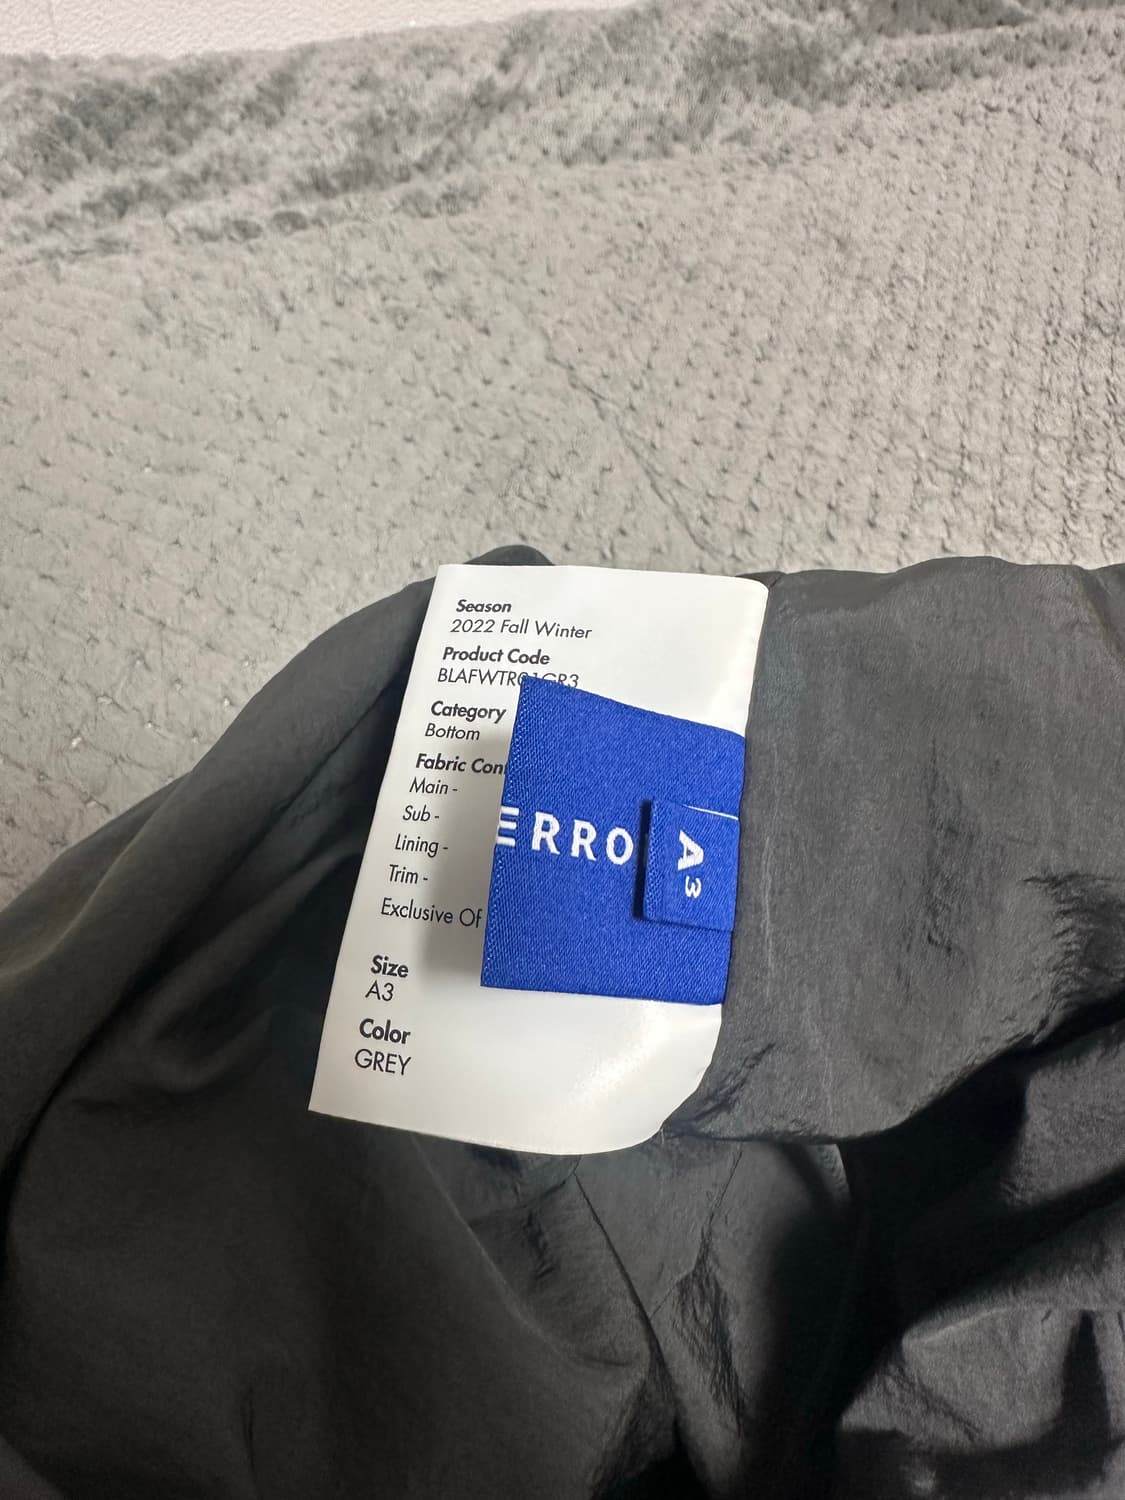 Season
2022 Fall Winter
Product Code
BLAFWTR01GR3
Category
Bottom
Fabric Con
Main -
Sub -
Lining -
Trim -
Exclusive Of
Size
A3
Color
GREY
ERRO
A3